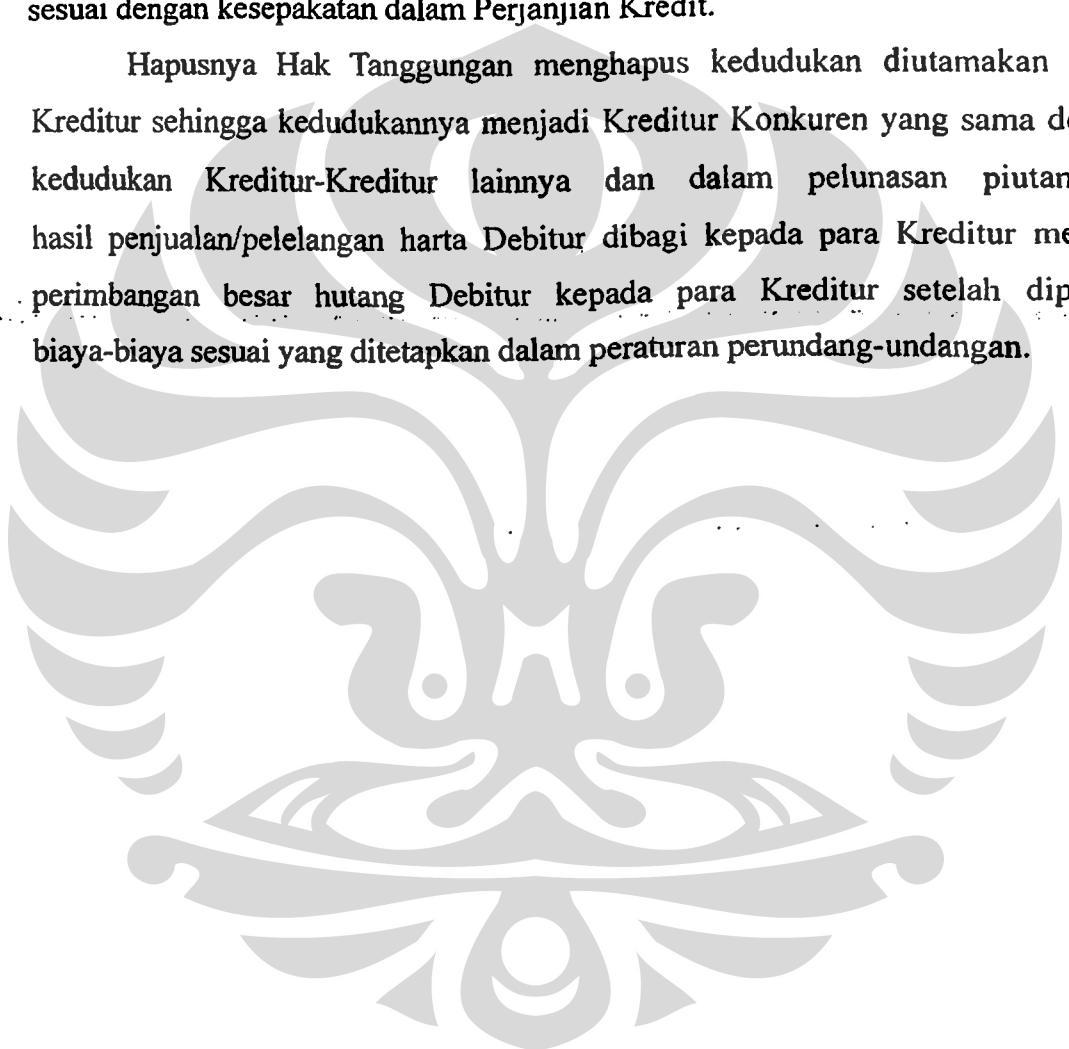 sesuai dengan kesepakatan dalam Perjanjian Kredit.
Hapusnya Hak Tanggungan menghapus kedudukan diutamakan
Kreditur sehingga kedudukannya menjadi Kreditur Konkuren yang sama
kedudukan Kreditur-Kreditur lainnya dan dalam pelunasan
hasil penjualan/pelelangan harta Debitur dibagi kepada para Kreditur
perimbangan besar hutang Debitur kepada para Kreditur setelah
biaya-biaya sesuai yang ditetapkan dalam peraturan perundang-undangan.